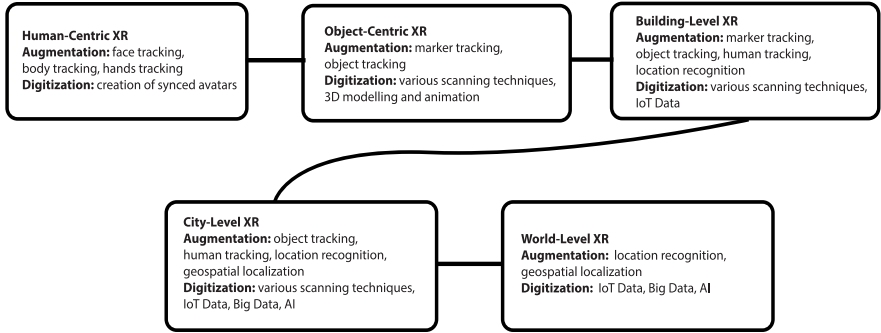 Human-Centric XR
Augmentation: face tracking,
body tracking, hands tracking
Digitization: creation of synced avatars
Object-Centric XR
Augmentation: marker tracking,
object tracking
Digitization: various scanning techniques,
3D modelling and animation
Building-Level XR
Augmentation: marker tracking,
object tracking, human tracking,
location recognition
Digitization: various scanning techniques,
IoT Data
City-Level XR
Augmentation: object tracking,
human tracking, location recognition,
geospatial localization
Digitization: various scanning techniques,
IoT Data, Big Data, AI
World-Level XR
Augmentation: location recognition,
geospatial localization
Digitization: IoT Data, Big Data, AI